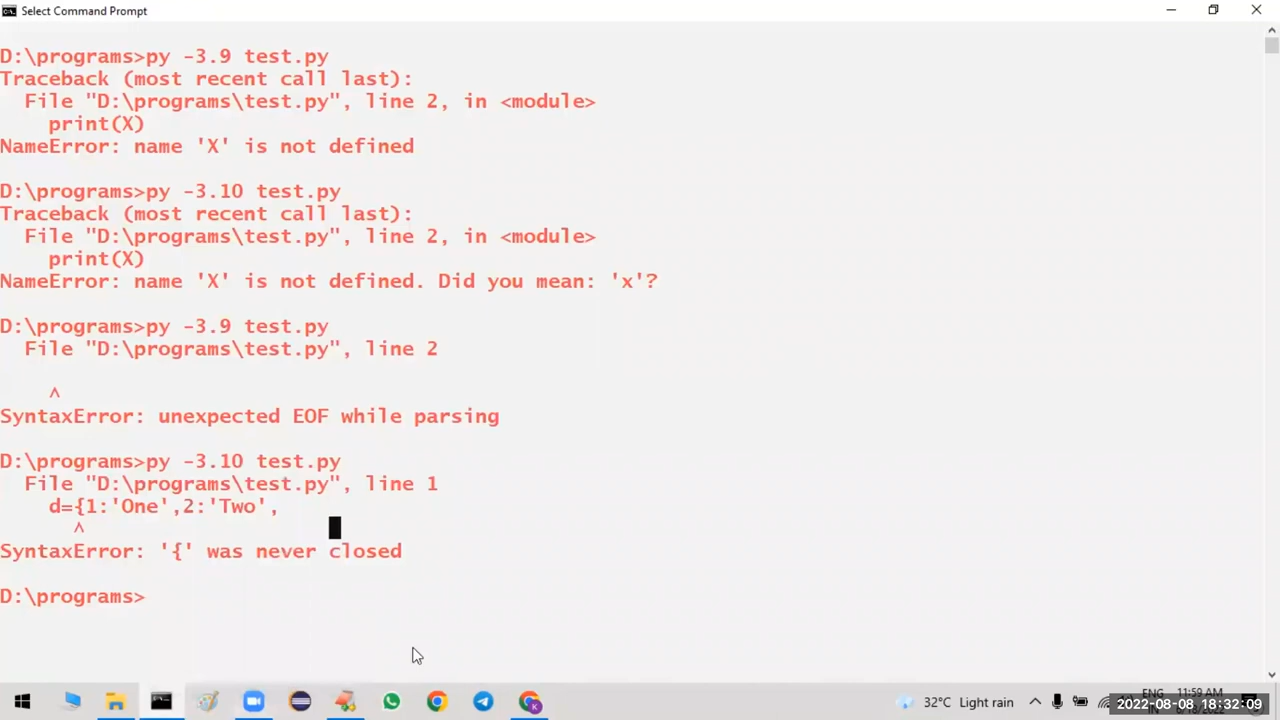 Select Command Prompt
D:\programs>py -3.9 test.py
Traceback (most recent call last):
File "D:\programs\test.py", line 2, in <module>
print(X)
NameError: name 'X' is not defined
D:\programs>py -3.10 test.py
Traceback (most recent call last):
File "D:\programs\test.py", line 2, in <module>
print(X)
NameError: name 'X' is not defined. Did you mean: 'x'?
D:\programs>py -3.9 test.py
File "D:\programs\test.py", line 2
^
SyntaxError: unexpected EOF while parsing
D:\programs>py -3.10 test.py
File "D:\programs\test.py", line 1
d={1:'One',2:'Two',
^
SyntaxError: '{' was never closed
D:\programs>
32°C Light rain
ENG 11:59 AM
2022-08-08 18:32:09